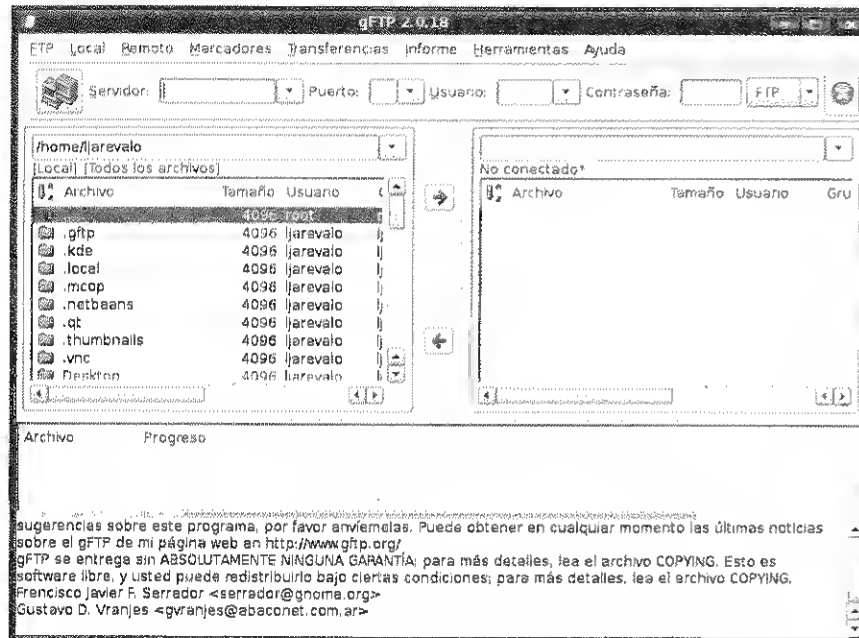 gFTP 2.0.18
FTP Local Remoto Marcadores Transferencias Informe Herramientas Ayuda
Servidor: Puerto: Usuario: Contraseña: FTP
/home/ljarevalo
[Local] [Todos los archivos]
Archivo Tamaño Usuario
4096 root
.gftp 4096 ljarevalo
.kde 4096 ljarevalo
.local 4096 ljarevalo
.mcop 4096 ljarevalo
.netbeans 4096 ljarevalo
.qt 4096 ljarevalo
.thumbnails 4096 ljarevalo
.vnc 4096 ljarevalo
Desktop 4096 ljarevalo
No conectado*
Archivo Tamaño Usuario Gru
Archivo Progreso
sugerencias sobre este programa, por favor envíemelas. Puede obtener en cualquier momento las últimas noticias
sobre el gFTP de mi página web en http://www.gftp.org/
gFTP se entrega sin ABSOLUTAMENTE NINGUNA GARANTÍA; para más detalles, lea el archivo COPYING. Esto es
software libre, y usted puede redistribuirlo bajo ciertas condiciones; para más detalles, lea el archivo COPYING.
Francisco Javier F. Serrador <serrador@gnome.org>
Gustavo D. Vranjes <gvranjes@abaconet.com.ar>